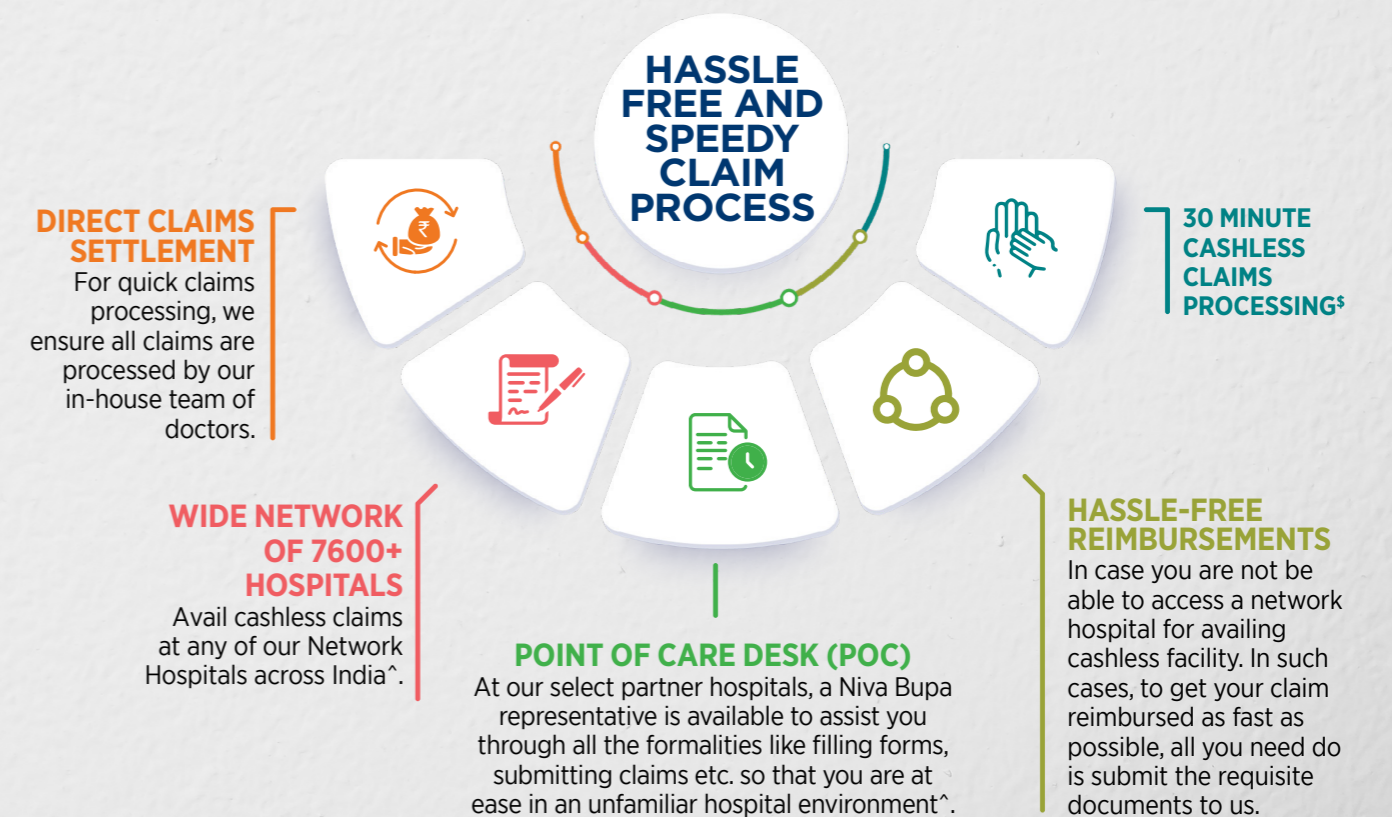 HASSLE
FREE AND
SPEEDY
CLAIM
PROCESS
DIRECT CLAIMS
SETTLEMENT
For quick claims
processing, we
ensure all claims are
processed by our
in-house team of
doctors.
WIDE NETWORK
OF 7600+
HOSPITALS
Avail cashless claims
at any of our Network
Hospitals across India^.
POINT OF CARE DESK (POC)
At our select partner hospitals, a Niva Bupa
representative is available to assist you
through all the formalities like filling forms,
submitting claims etc. so that you are at
ease in an unfamiliar hospital environment^.
HASSLE-FREE
REIMBURSEMENTS
In case you are not be
able to access a network
hospital for availing
cashless facility. In such
cases, to get your claim
reimbursed as fast as
possible, all you need do
is submit the requisite
documents to us.
30 MINUTE
CASHLESS
CLAIMS
PROCESSING$
₹